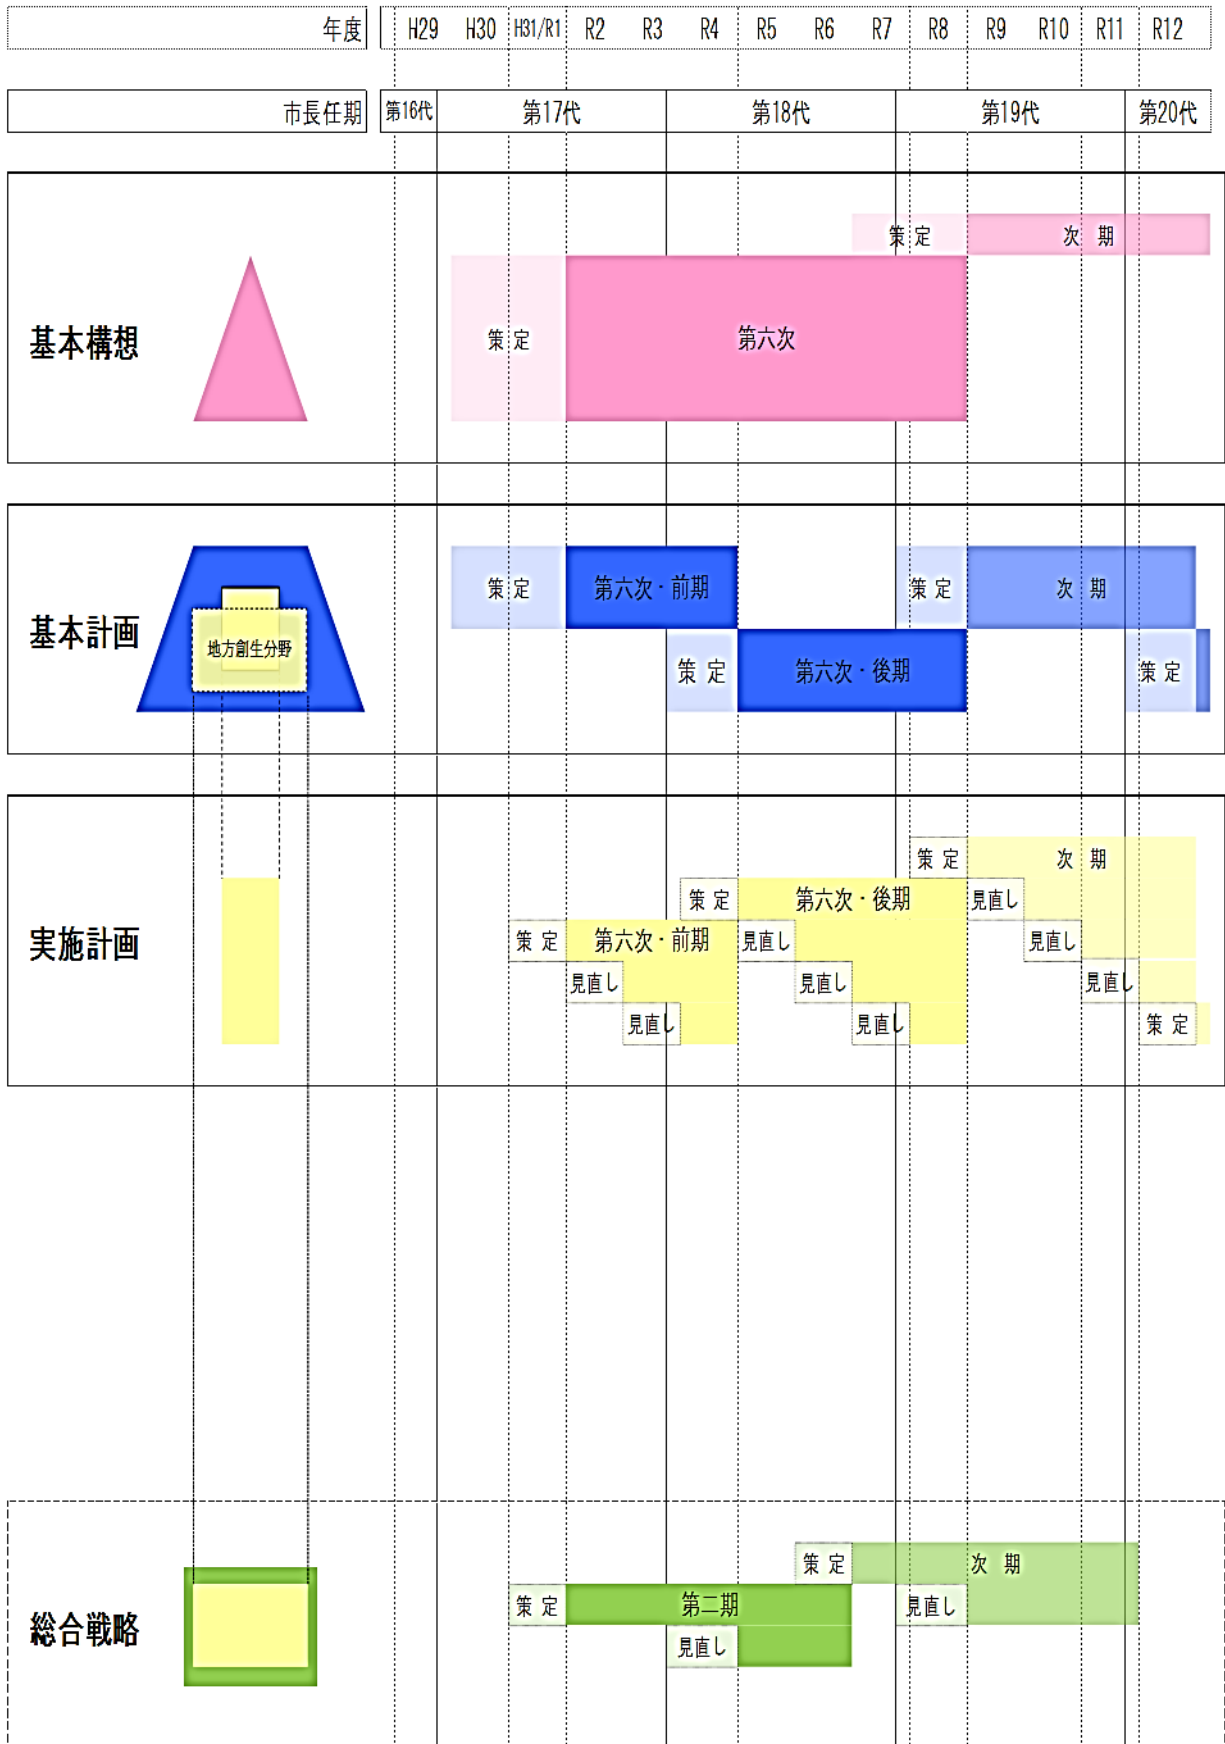 年度 H29 H30 H31/R1 R2 R3 R4 R5 R6 R7 R8 R9 R10 R11 R12
市長任期 第16代 第17代 第18代 第19代 第20代
策 定 次 期
基本構想 策 定 第六次
基本計画 地方創生分野
策 定 第六次・前期 策 定 次 期
策 定 第六次・後期 策 定
実施計画
策 定 次 期
策 定 第六次・後期 見直し
策 定 第六次・前期 見直し 見直し
見直し 見直し 見直し
見直し 見直し 策 定
総合戦略
策 定 次 期
策 定 第二期 見直し
見直し